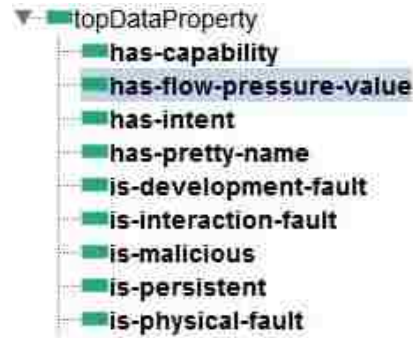 topDataProperty
has-capability
has-flow-pressure-value
has-intent
has-pretty-name
is-development-fault
is-interaction-fault
is-malicious
is-persistent
is-physical-fault